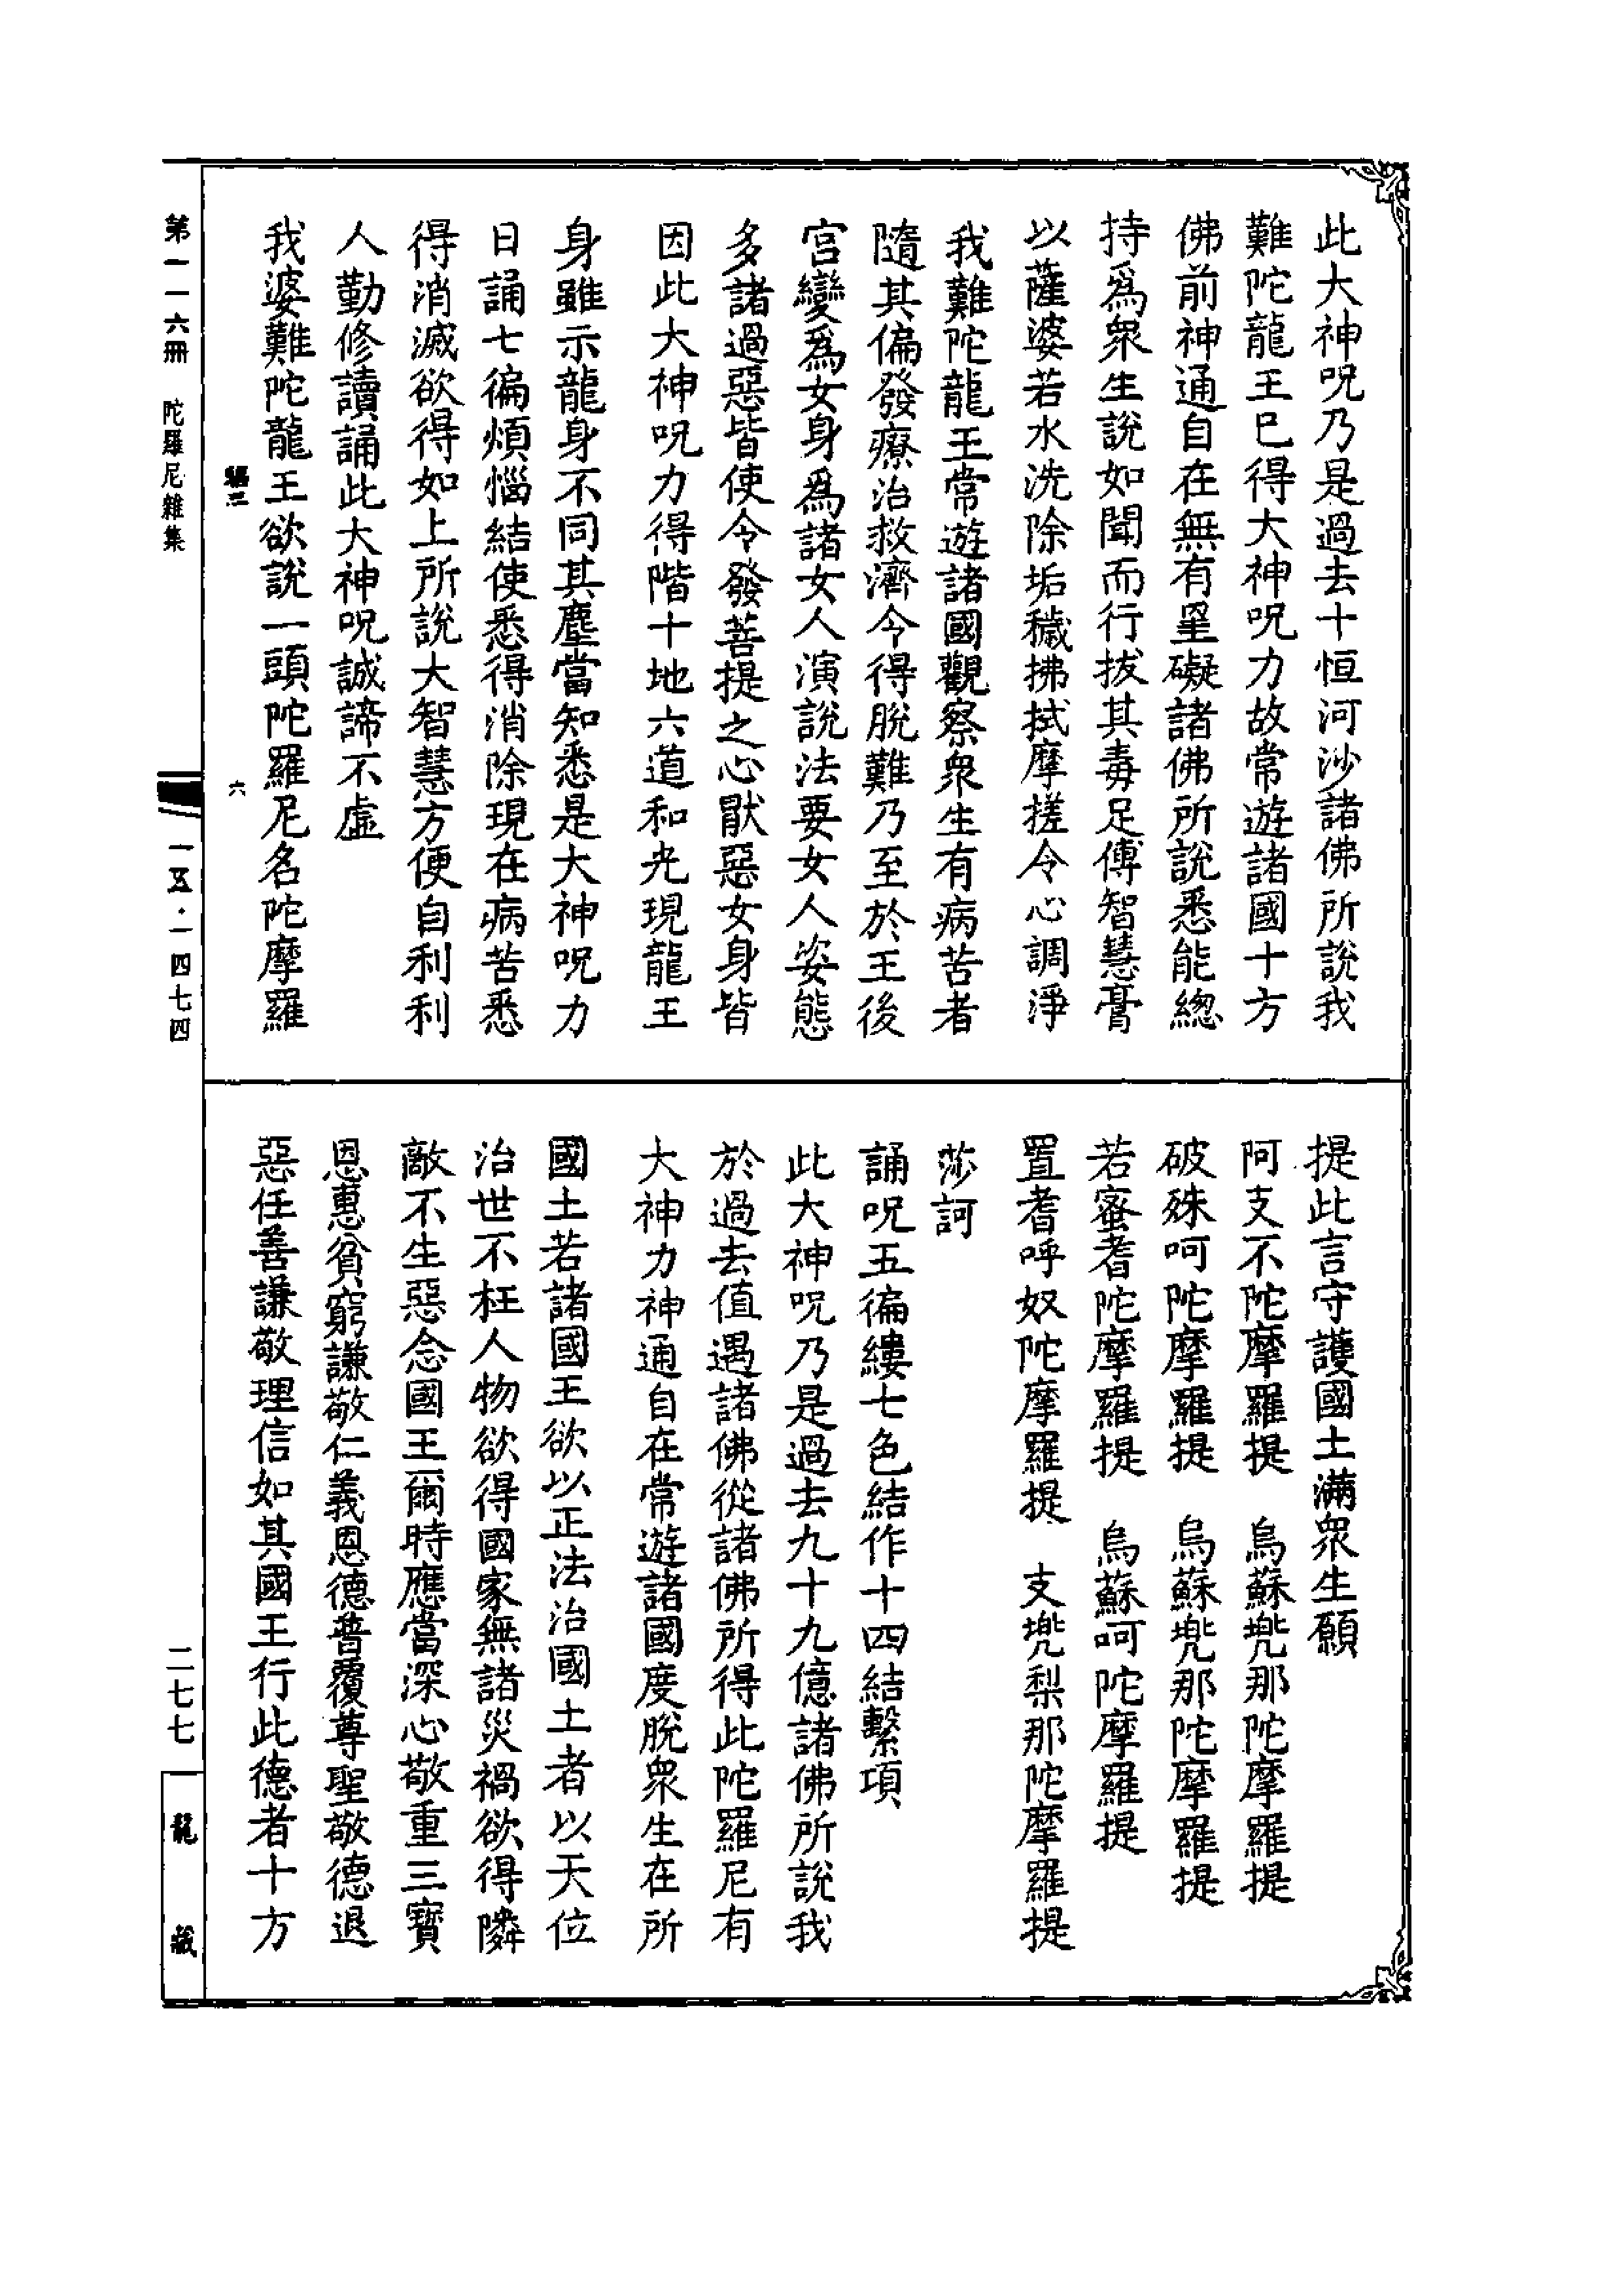 此大神呪乃是過去十恒河沙諸佛所說我
難陀龍王已得大神呪力故常遊諸國十方
佛前神通自在無有罣礙諸佛所說悉能總
持爲衆生說如聞而行拔其毒足傅智慧膏
以薩婆若水洗除垢穢拂拭摩搓令心調淨
我難陀龍王常遊諸國觀察衆生有病苦者
隨其偏發療治救濟令得脫難乃至於王後
宮變爲女身爲諸女人演說法要女人姿態
多諸過惡皆使令發菩提之心猒惡女身皆
因此大神呪力得階十地六道和光現龍王
身雖示龍身不同其塵當知悉是大神呪力
日誦七徧煩惱結使悉得消除現在病苦悉
得消滅欲得如上所說大智慧方便自利利
人勤修讀誦此大神呪誠諦不虛
我婆難陀龍王欲說一頭陀羅尼名陀摩羅
六
提此言守護國土滿衆生願
阿支不陀摩羅提　烏蘇兠那陀摩羅提
破殊呵陀摩羅提　烏蘇兠那陀摩羅提
若蜜耆陀摩羅提　烏蘇呵陀摩羅提
置耆呼奴陀摩羅提　支兠梨那陀摩羅提
莎訶
誦呪五徧縷七色結作十四結繫項
此大神呪乃是過去九十九億諸佛所說我
於過去值遇諸佛從諸佛所得此陀羅尼有
大神力神通自在常遊諸國度脫衆生在所
國土若諸國王欲以正法治國土者以天位
治世不枉人物欲得國家無諸災禍欲得隣
敵不生惡念國王爾時應當深心敬重三寶
恩惠貧窮謙敬仁義恩德普覆尊聖敬德退
惡任善謙敬理信如其國王行此德者十方
第一一六冊　陀羅尼雜集
一五·一四七四
二七七
龍藏